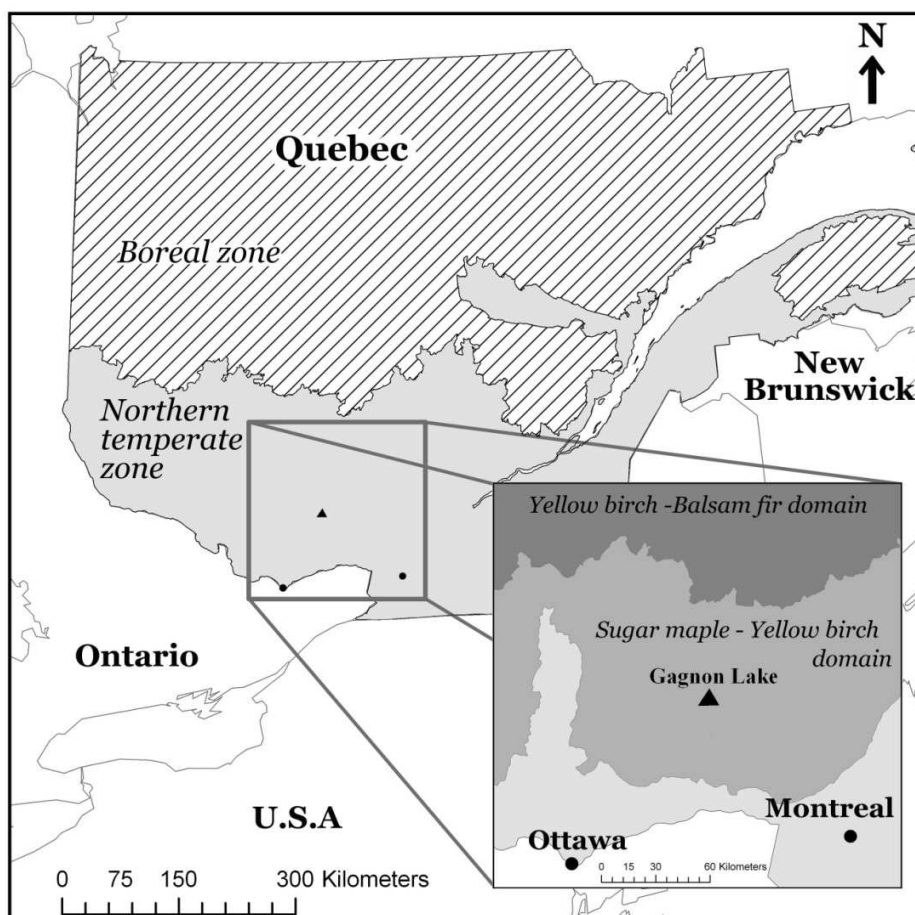 N
Quebec
Boreal zone
New
Brunswick
Northern
temperate
zone
Yellow birch -Balsam fir domain
Sugar maple - Yellow birch
domain
Gagnon Lake
Ontario
Montreal
U.S.A
Ottawa
0 15 30 60 Kilometers
0 75 150 300 Kilometers